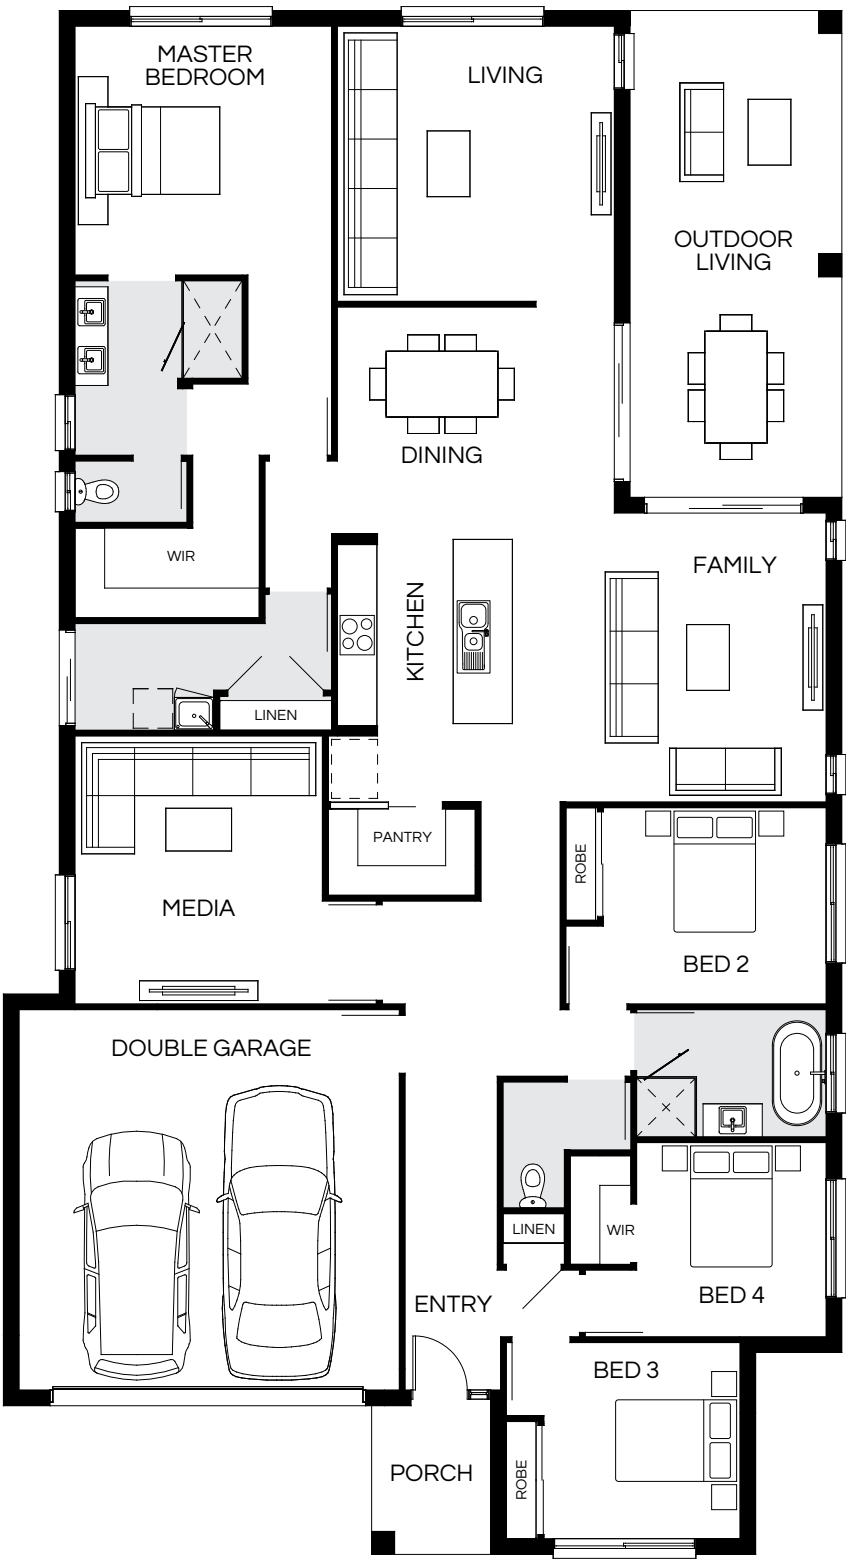 MASTER
BEDROOM
LIVING
OUTDOOR
LIVING
DINING
WIR
KITCHEN
FAMILY
LINEN
PANTRY
ROBE
MEDIA
BED 2
DOUBLE GARAGE
LINEN
WIR
ENTRY
BED 4
BED 3
PORCH
ROBE